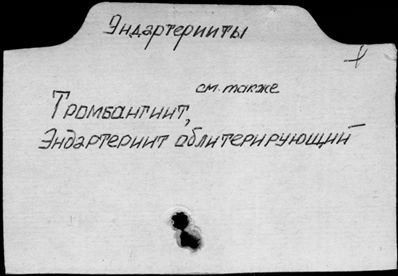 Эндартерииты
см. также
Тромбангиит,
Эндартериит облитерирующий